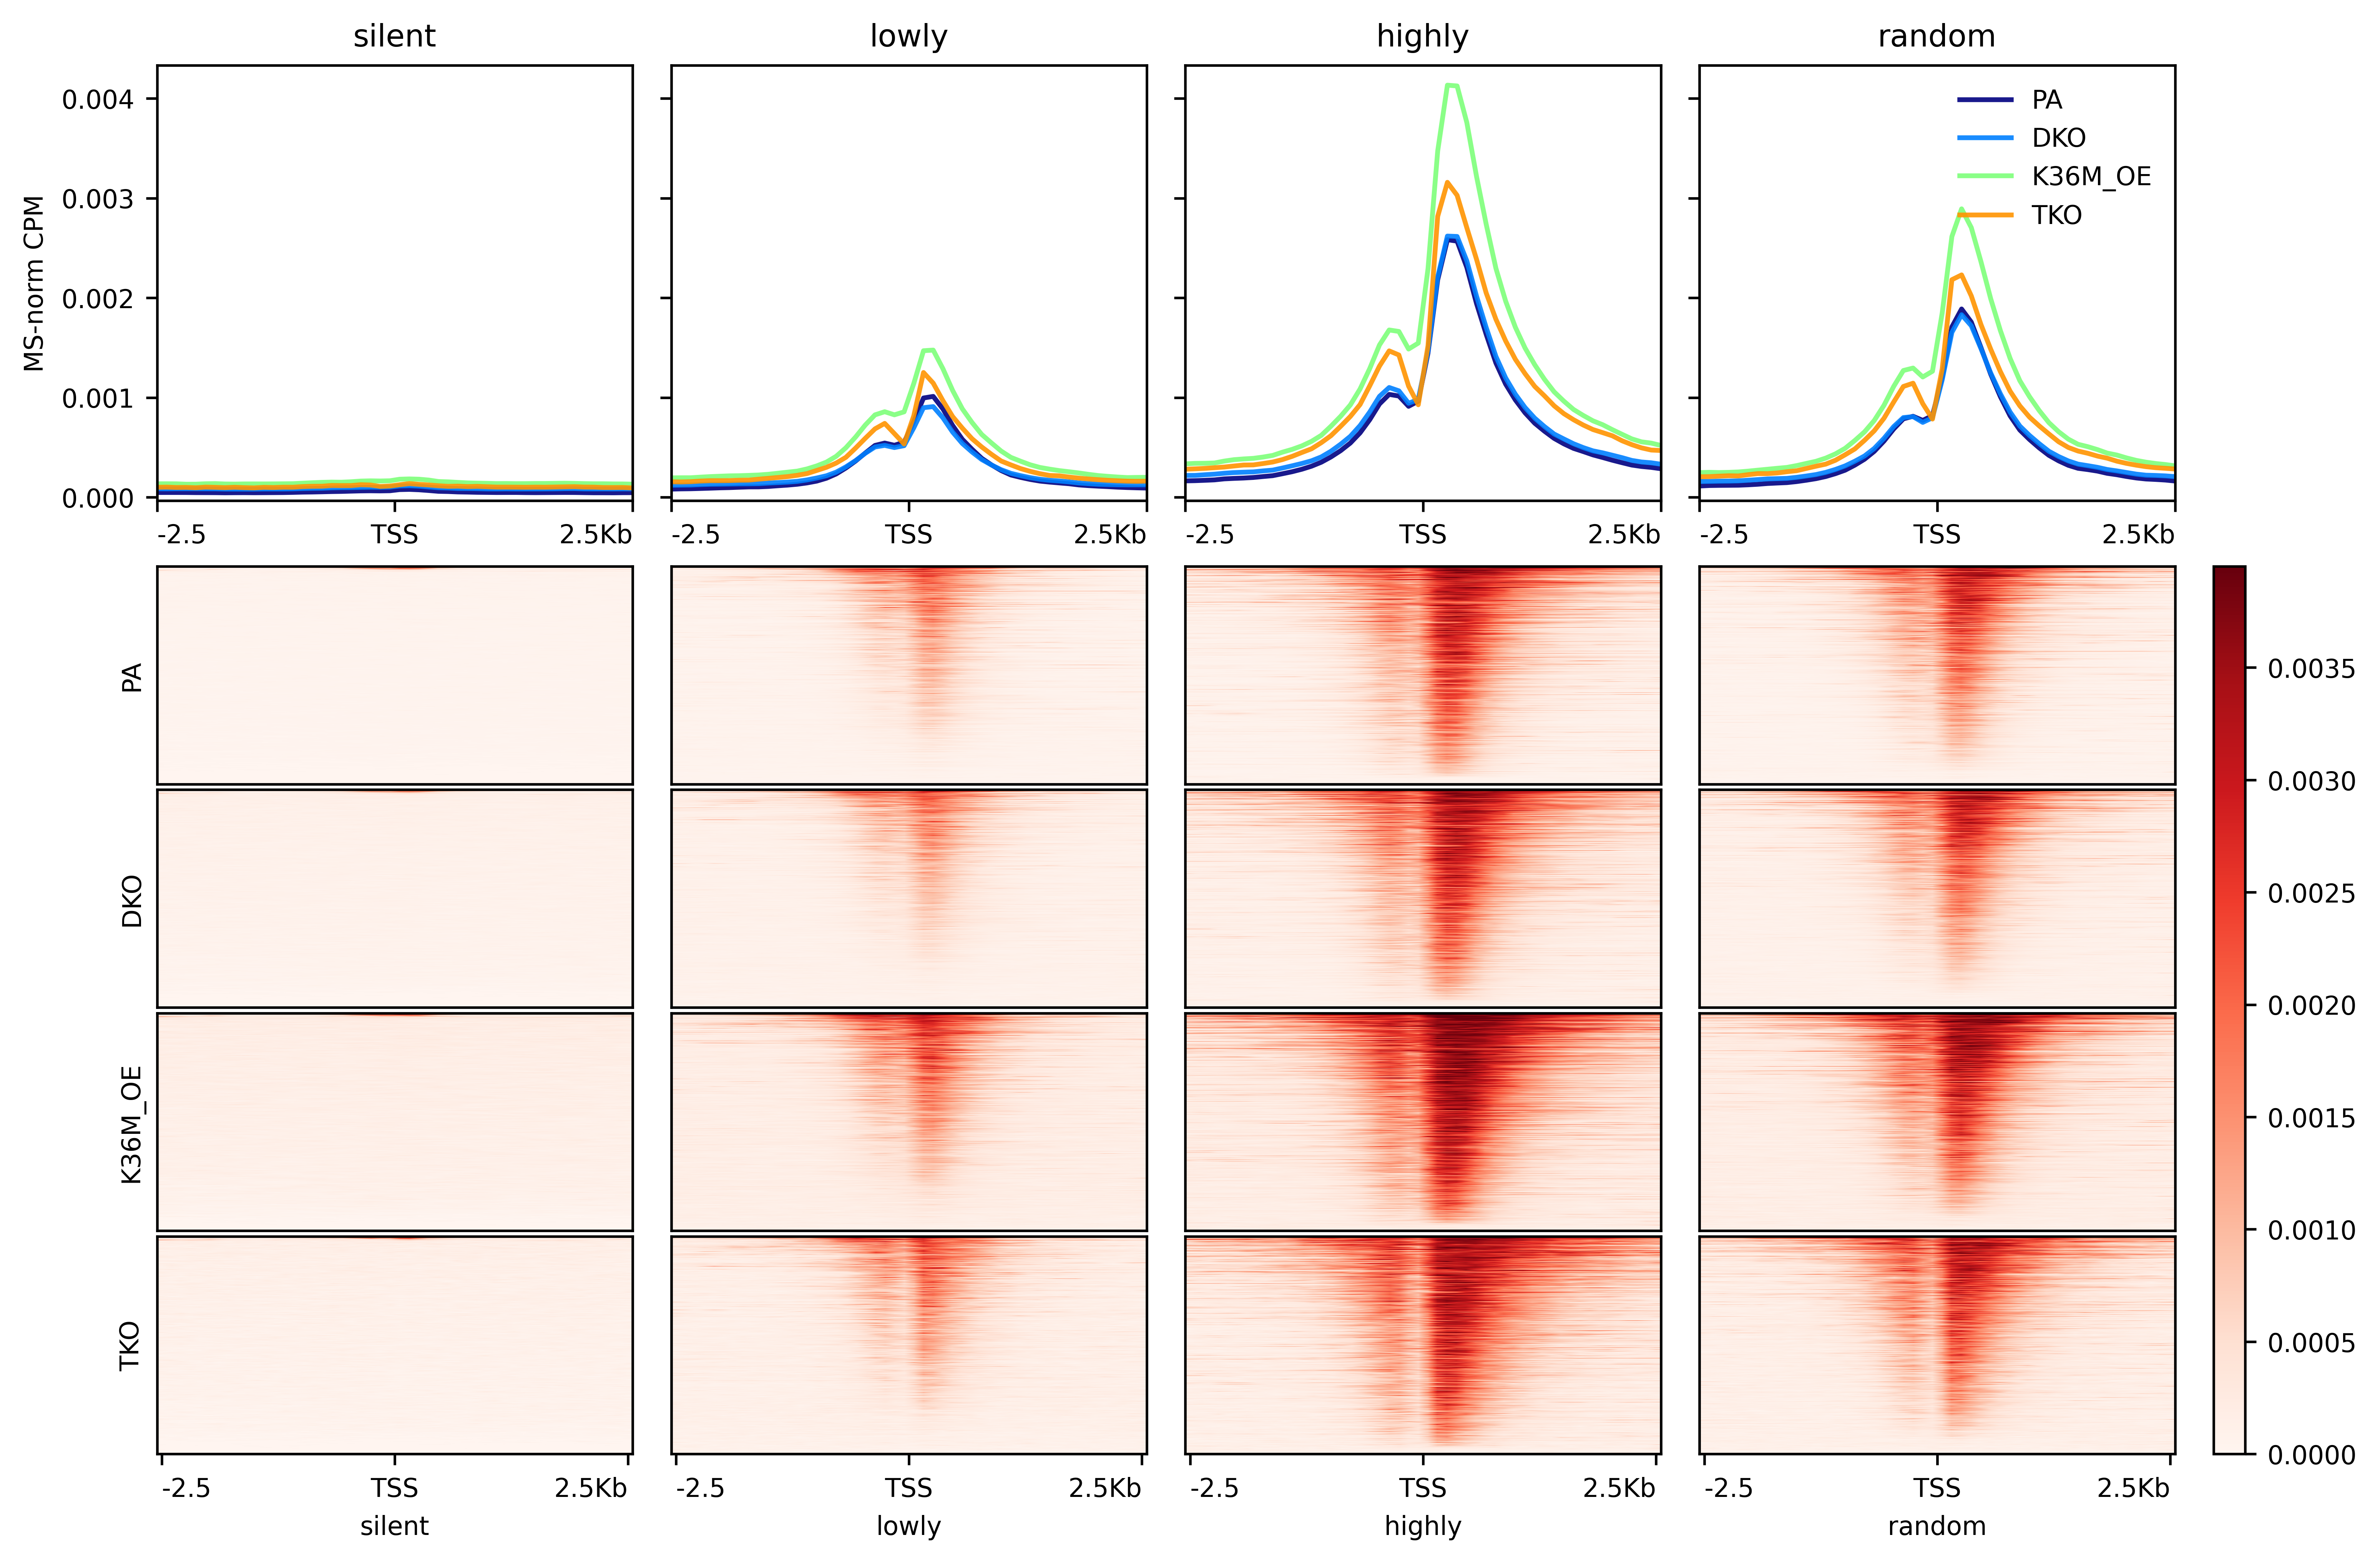 silent lowly highly random
MS-norm CPM
0.004
0.003
0.002
0.001
0.000
PA
DKO
K36M_OE
TKO
-2.5 TSS 2.5Kb -2.5 TSS 2.5Kb -2.5 TSS 2.5Kb -2.5 TSS 2.5Kb
PA
DKO
K36M_OE
TKO
0.0035
0.0030
0.0025
0.0020
0.0015
0.0010
0.0005
0.0000
-2.5 TSS 2.5Kb -2.5 TSS 2.5Kb -2.5 TSS 2.5Kb -2.5 TSS 2.5Kb
silent lowly highly random